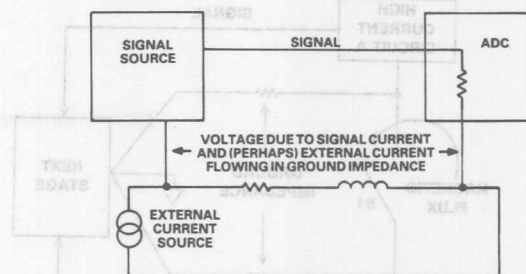 SIGNAL
SOURCE
SIGNAL
ADC
VOLTAGE DUE TO SIGNAL CURRENT
AND (PERHAPS) EXTERNAL CURRENT
FLOWING IN GROUND IMPEDANCE
EXTERNAL
CURRENT
SOURCE